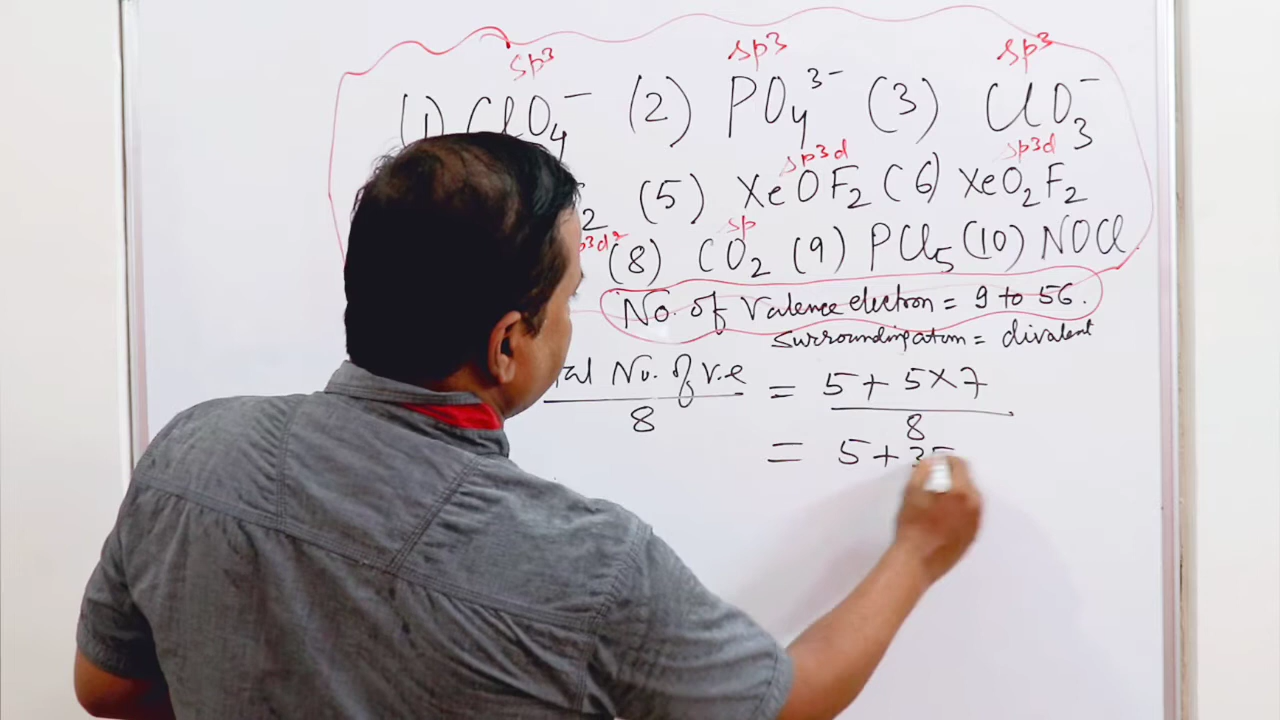 sp³ sp³ sp³
(1) ClO₄⁻ (2) PO₄³⁻ (3) ClO₃⁻
sp³d sp³d
2 (5) XeOF₂ (6) XeO₂F₂
p³d² sp
(8) CO₂ (9) PCl₅ (10) NOCl
No. of Valence electron = 9 to 56.
Surrounding atom = divalent
tal No. of v.e / 8 = 5 + 5 × 7 / 8
= 5 + 35